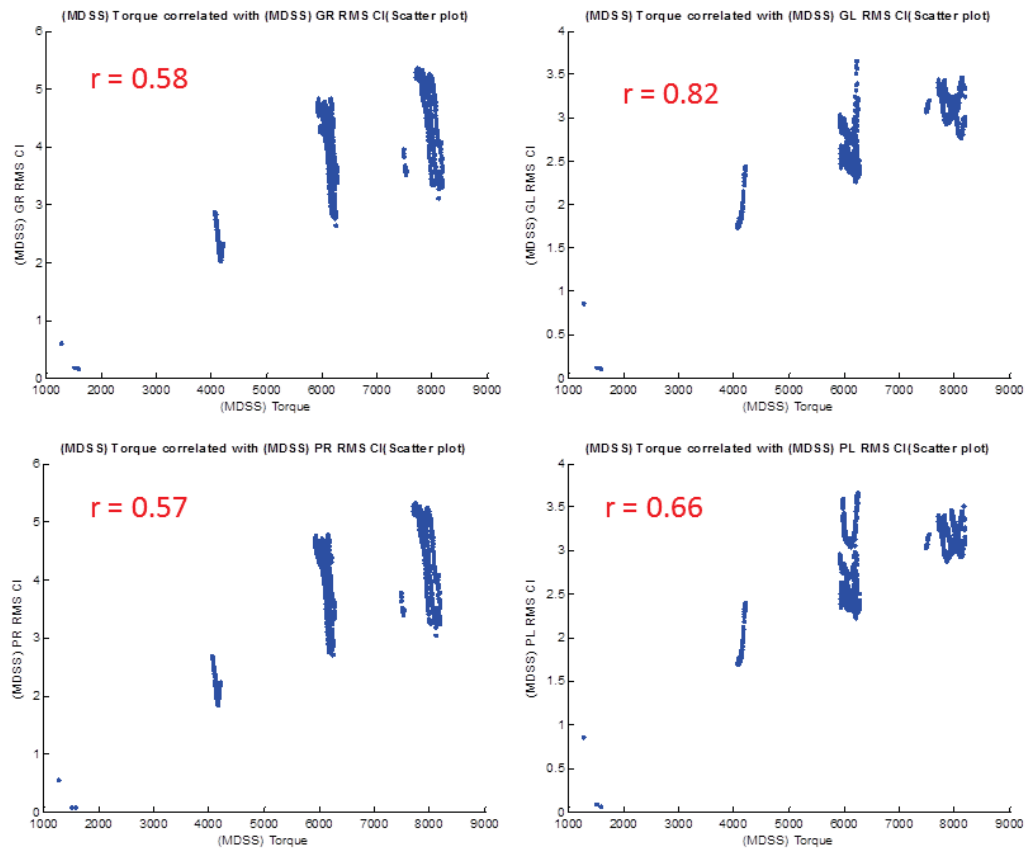 (MDSS) Torque correlated with (MDSS) GR RMS CI(Scatter plot)
6
5
4
3
2
1
0
r = 0.58
(MDSS) GR RMS CI
1000 2000 3000 4000 5000 6000 7000 8000 9000
(MDSS) Torque
(MDSS) Torque correlated with (MDSS) GL RMS CI(Scatter plot)
4
3.5
3
2.5
2
1.5
1
0.5
0
r = 0.82
(MDSS) GL RMS CI
1000 2000 3000 4000 5000 6000 7000 8000 9000
(MDSS) Torque
(MDSS) Torque correlated with (MDSS) PR RMS CI(Scatter plot)
6
5
4
3
2
1
0
r = 0.57
(MDSS) PR RMS CI
1000 2000 3000 4000 5000 6000 7000 8000 9000
(MDSS) Torque
(MDSS) Torque correlated with (MDSS) PL RMS CI(Scatter plot)
4
3.5
3
2.5
2
1.5
1
0.5
0
r = 0.66
(MDSS) PL RMS CI
1000 2000 3000 4000 5000 6000 7000 8000 9000
(MDSS) Torque